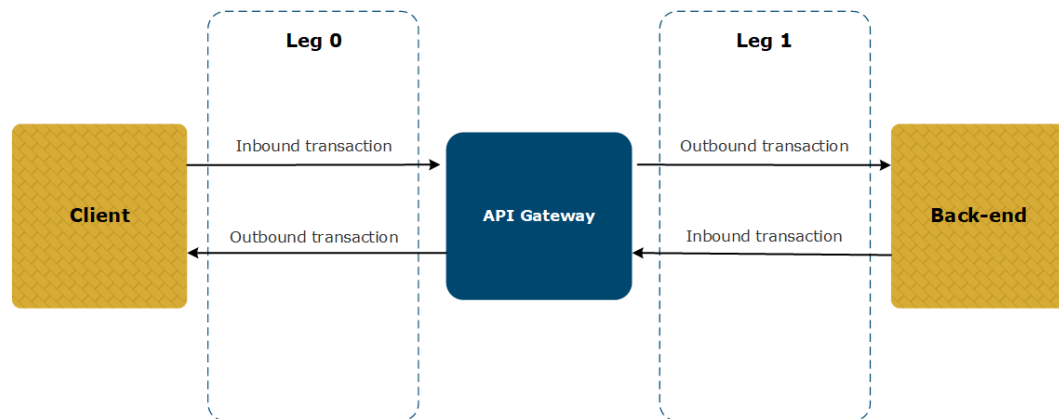 Leg 0
Leg 1
Inbound transaction
Outbound transaction
Client
API Gateway
Back-end
Outbound transaction
Inbound transaction